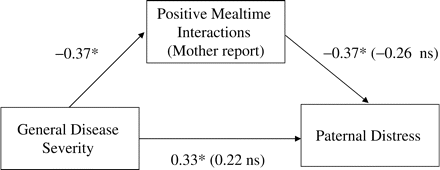 Positive Mealtime
Interactions
(Mother report)
−0.37*
−0.37* (−0.26 ns)
General Disease
Severity
Paternal Distress
0.33* (0.22 ns)